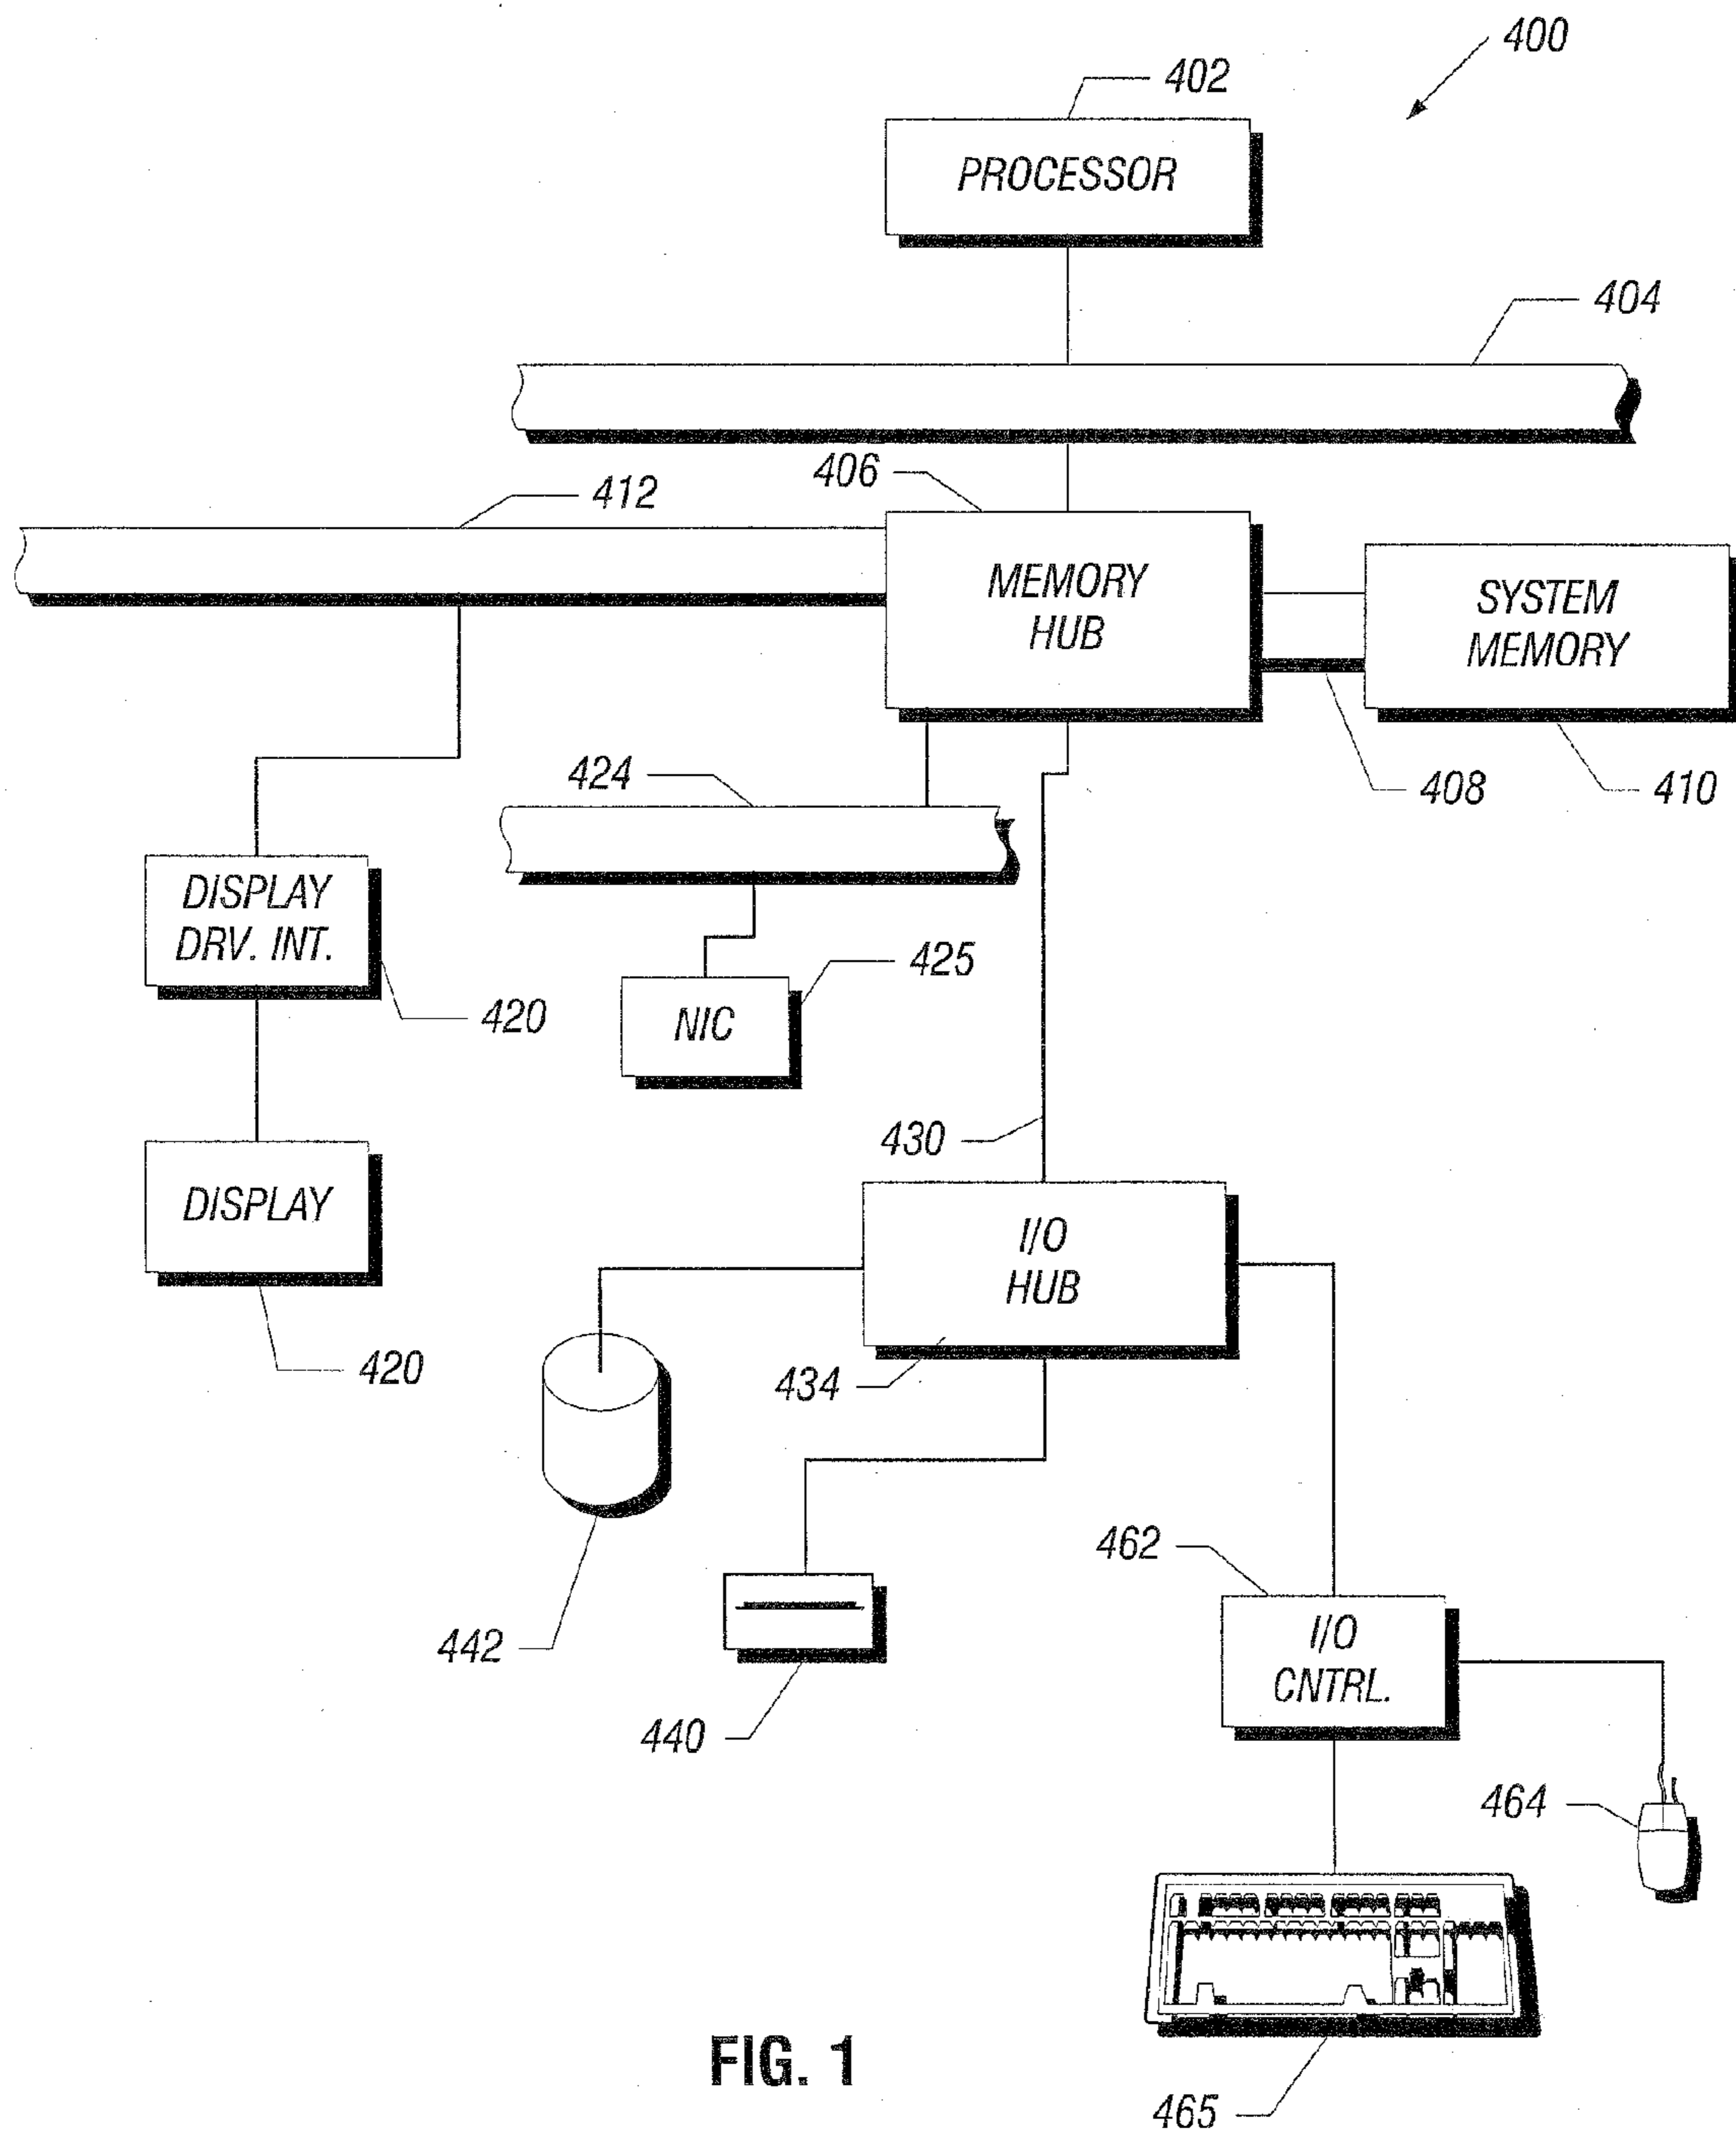 400
402
PROCESSOR
404
406
412
MEMORY
HUB
SYSTEM
MEMORY
424
408
410
DISPLAY
DRV. INT.
425
420
NIC
430
DISPLAY
I/O
HUB
420
434
462
442
I/O
CNTRL.
440
464
FIG. 1
465